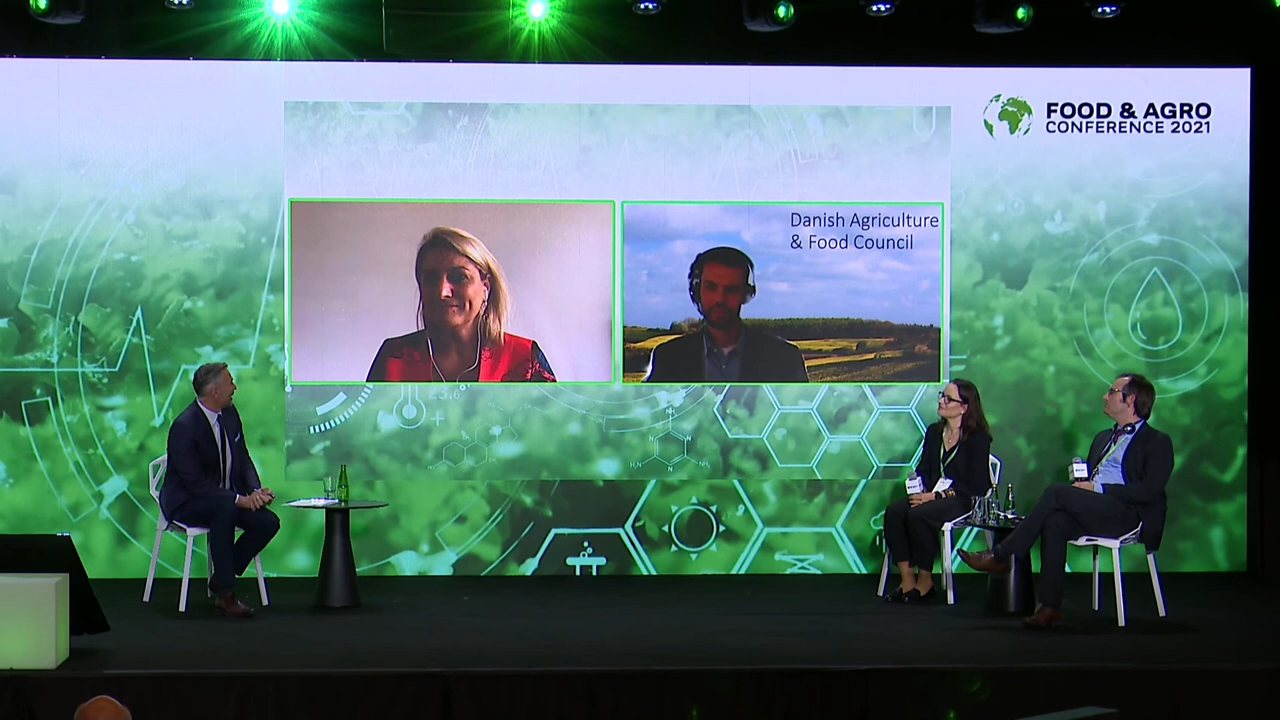 FOOD & AGRO
CONFERENCE 2021
Danish Agriculture
& Food Council